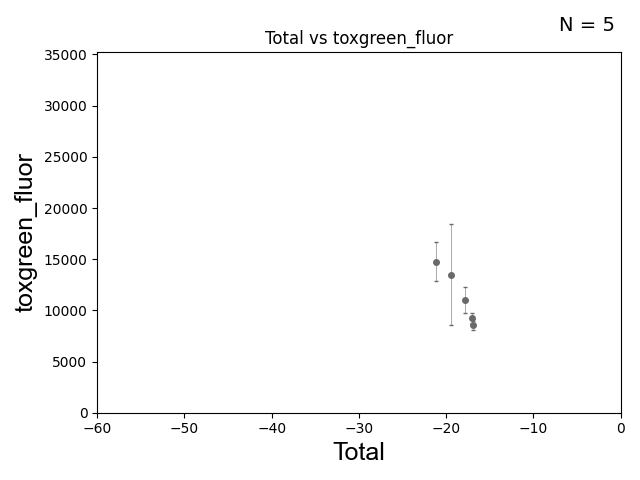 N = 5
Total vs toxgreen_fluor
35000
30000
25000
20000
15000
10000
5000
0
toxgreen_fluor
−60 −50 −40 −30 −20 −10 0
Total